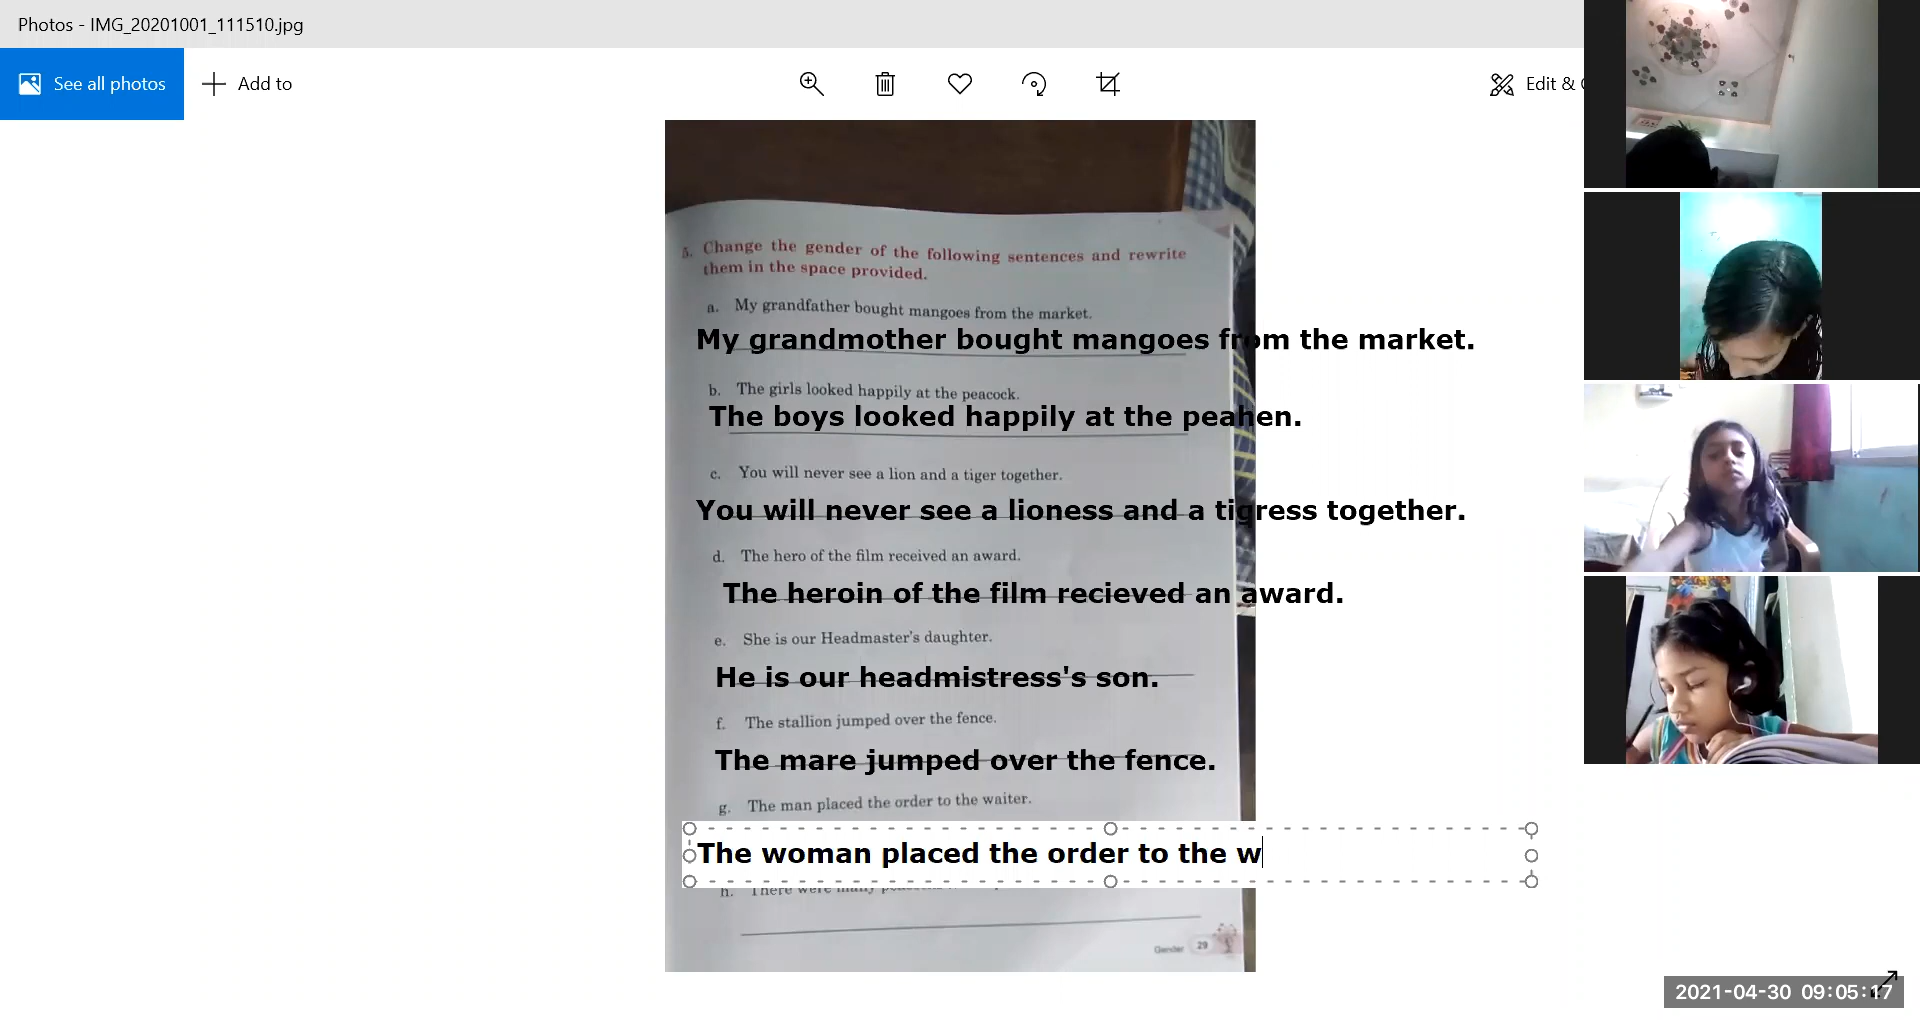 Photos - IMG_20201001_111510.jpg
See all photos
Add to
Edit &
5. Change the gender of the following sentences and rewrite
them in the space provided.
a. My grandfather bought mangoes from the market.
My grandmother bought mangoes from the market.
b. The girls looked happily at the peacock.
The boys looked happily at the peahen.
c. You will never see a lion and a tiger together.
You will never see a lioness and a tigress together.
d. The hero of the film received an award.
The heroin of the film recieved an award.
e. She is our Headmaster's daughter.
He is our headmistress's son.
f. The stallion jumped over the fence.
The mare jumped over the fence.
g. The man placed the order to the waiter.
The woman placed the order to the w
h. There were many
Gender 29
2021-04-30 09:05:17